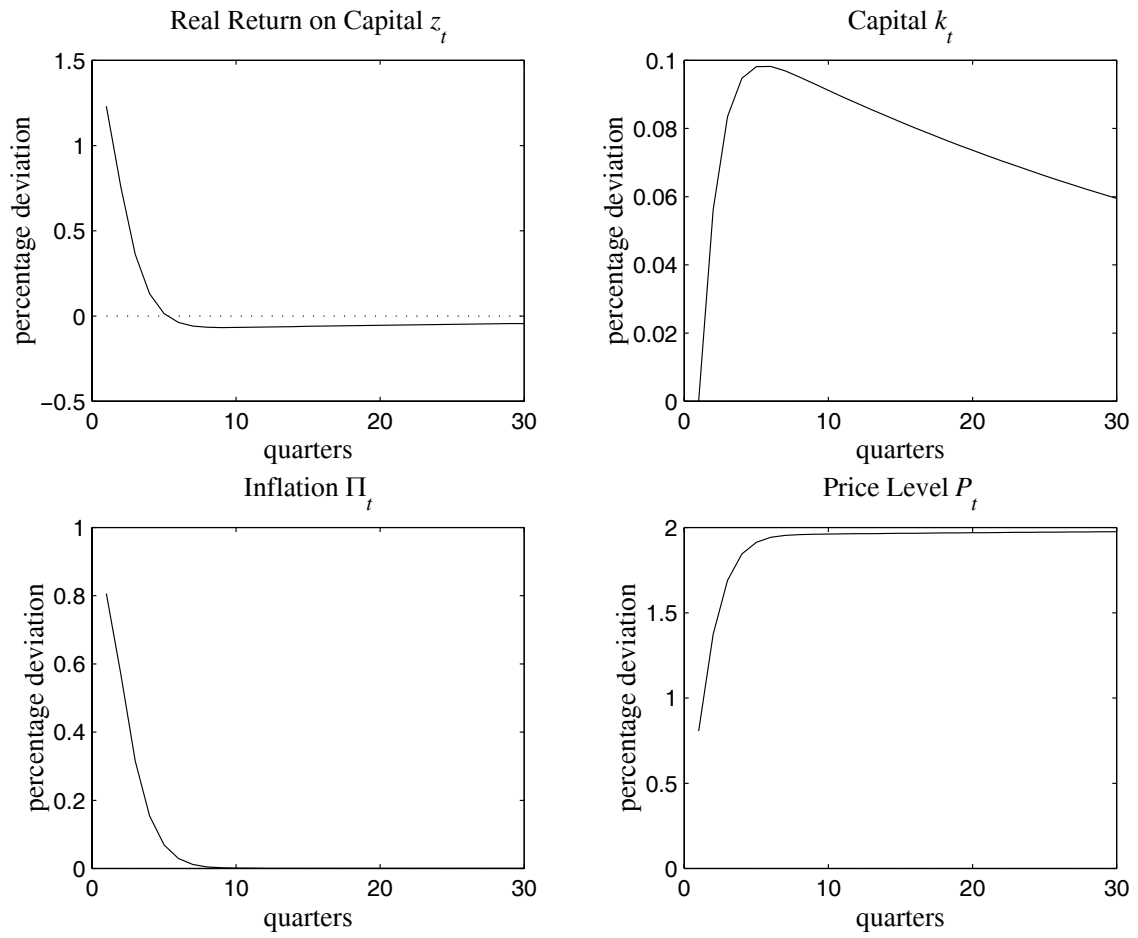 Real Return on Capital z_t
1.5
1
0.5
0
−0.5
percentage deviation
0 10 20 30
quarters
Capital k_t
0.1
0.08
0.06
0.04
0.02
0
percentage deviation
0 10 20 30
quarters
Inflation Π_t
1
0.8
0.6
0.4
0.2
0
percentage deviation
0 10 20 30
quarters
Price Level P_t
2
1.5
1
0.5
0
percentage deviation
0 10 20 30
quarters